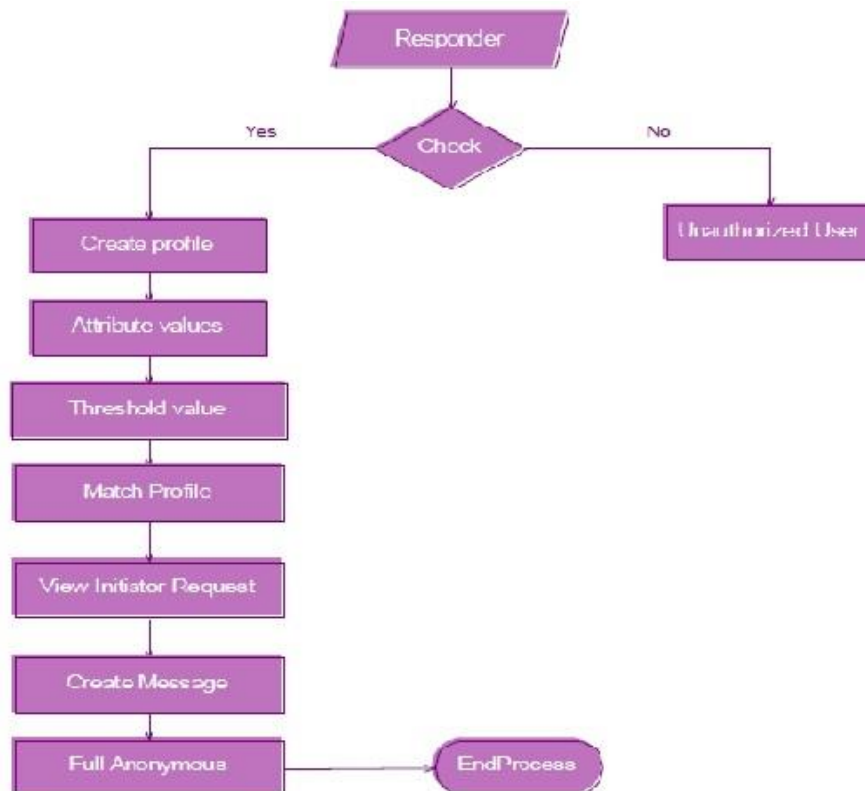 Responder
Check
Yes
No
Create profile
Unauthorized User
Attribute values
Threshold value
Match Profile
View Initiator Request
Create Message
Full Anonymous
EndProcess